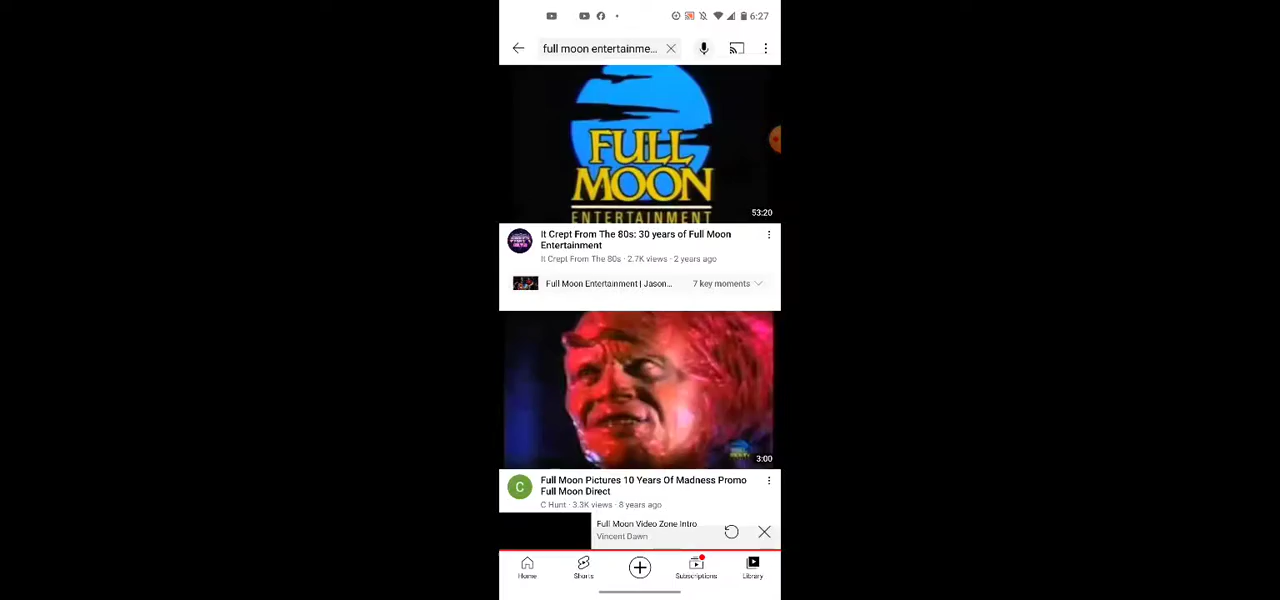 6:27
full moon entertainme...
FULL
MOON
ENTERTAINMENT
53:20
It Crept From The 80s: 30 years of Full Moon
Entertainment
It Crept From The 80s · 2.7K views · 2 years ago
Full Moon Entertainment | Jason...
7 key moments
3:00
C
Full Moon Pictures 10 Years Of Madness Promo
Full Moon Direct
C Hunt · 3.3K views · 8 years ago
Full Moon Video Zone Intro
Vincent Dawn
Home
Shorts
Subscriptions
Library